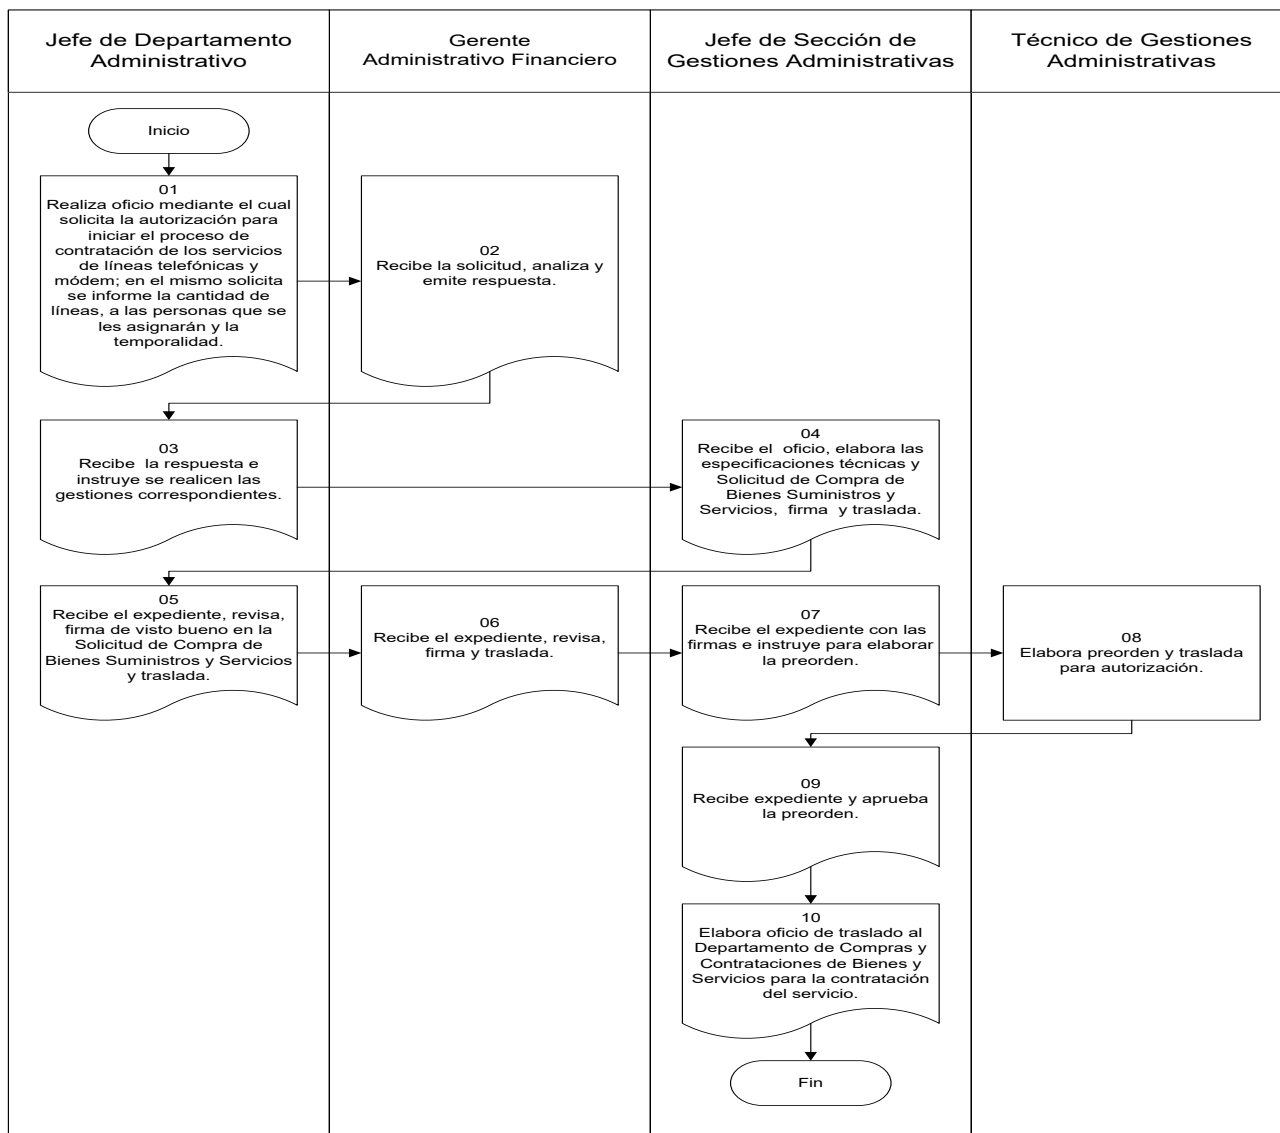 Jefe de Departamento
Administrativo
Gerente
Administrativo Financiero
Jefe de Sección de
Gestiones Administrativas
Técnico de Gestiones
Administrativas
Inicio
01
Realiza oficio mediante el cual
solicita la autorización para
iniciar el proceso de
contratación de los servicios
de líneas telefónicas y
módem; en el mismo solicita
se informe la cantidad de
líneas, a las personas que se
les asignarán y la
temporalidad.
02
Recibe la solicitud, analiza y
emite respuesta.
03
Recibe la respuesta e
instruye se realicen las
gestiones correspondientes.
04
Recibe el oficio, elabora las
especificaciones técnicas y
Solicitud de Compra de
Bienes Suministros y
Servicios, firma y traslada.
05
Recibe el expediente, revisa,
firma de visto bueno en la
Solicitud de Compra de
Bienes Suministros y Servicios
y traslada.
06
Recibe el expediente, revisa,
firma y traslada.
07
Recibe el expediente con las
firmas e instruye para elaborar
la preorden.
08
Elabora preorden y traslada
para autorización.
09
Recibe expediente y aprueba
la preorden.
10
Elabora oficio de traslado al
Departamento de Compras y
Contrataciones de Bienes y
Servicios para la contratación
del servicio.
Fin